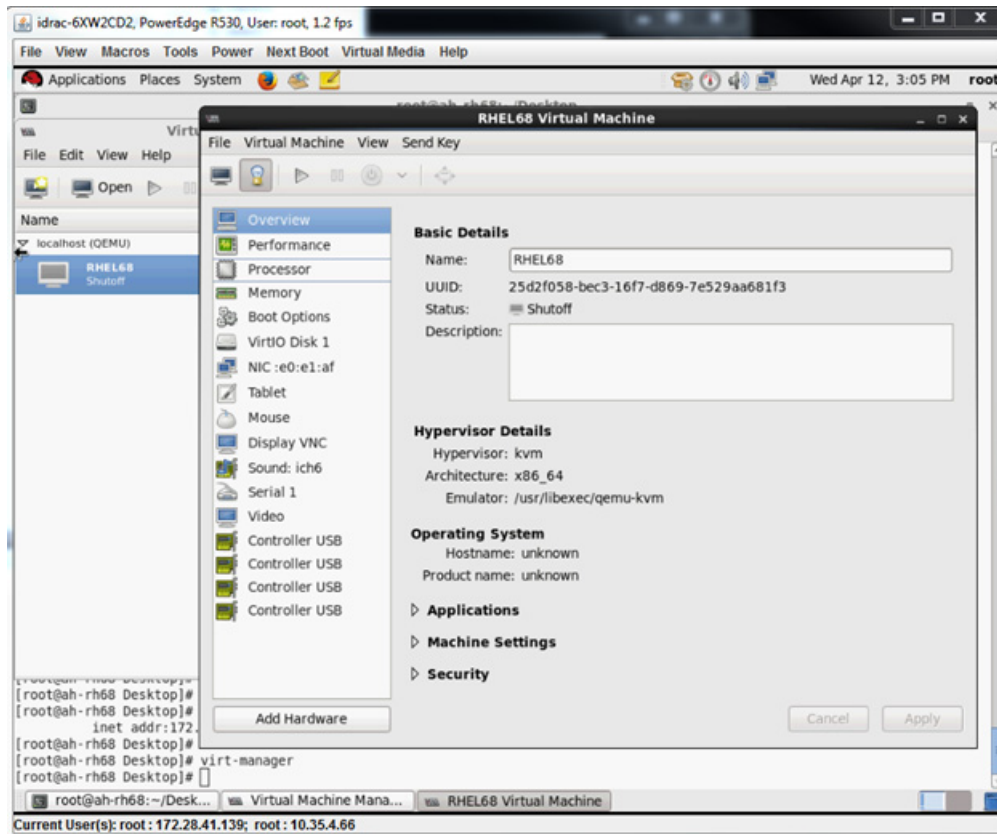 idrac-6XW2CD2, PowerEdge R530, User: root, 1.2 fps
File View Macros Tools Power Next Boot Virtual Media Help
Applications Places System Wed Apr 12, 3:05 PM root
root@ah-rh68:~/Desktop
Virtu
File Edit View Help
Open
Name
localhost (QEMU)
RHEL68
Shutoff
RHEL68 Virtual Machine
File Virtual Machine View Send Key
Overview
Performance
Processor
Memory
Boot Options
VirtIO Disk 1
NIC :e0:e1:af
Tablet
Mouse
Display VNC
Sound: ich6
Serial 1
Video
Controller USB
Controller USB
Controller USB
Controller USB
Add Hardware
Basic Details
Name: RHEL68
UUID: 25d2f058-bec3-16f7-d869-7e529aa681f3
Status: Shutoff
Description:
Hypervisor Details
Hypervisor: kvm
Architecture: x86_64
Emulator: /usr/libexec/qemu-kvm
Operating System
Hostname: unknown
Product name: unknown
Applications
Machine Settings
Security
Cancel Apply
[root@ah-rh68 Desktop]#
[root@ah-rh68 Desktop]#
inet addr:172.
[root@ah-rh68 Desktop]#
[root@ah-rh68 Desktop]# virt-manager
[root@ah-rh68 Desktop]#
root@ah-rh68:~/Desk... Virtual Machine Mana... RHEL68 Virtual Machine
Current User(s): root : 172.28.41.139; root : 10.35.4.66